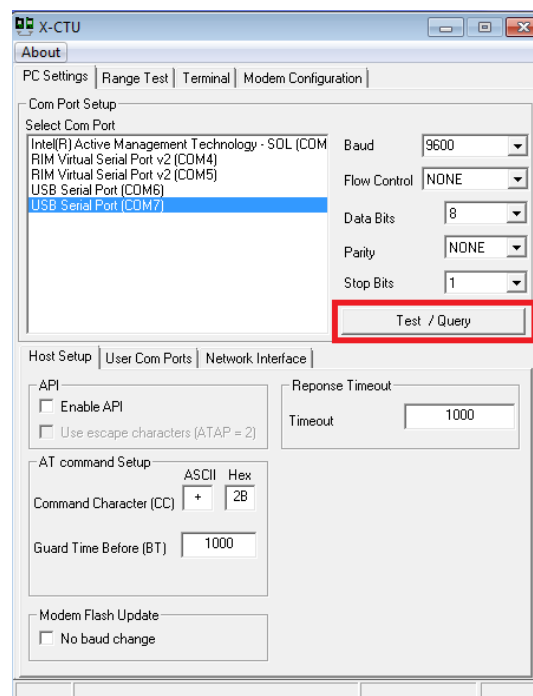 X-CTU
About
PC Settings Range Test Terminal Modem Configuration
Com Port Setup
Select Com Port
Intel(R) Active Management Technology - SOL (COM
RIM Virtual Serial Port v2 (COM4)
RIM Virtual Serial Port v2 (COM5)
USB Serial Port (COM6)
USB Serial Port (COM7)
Baud 9600
Flow Control NONE
Data Bits 8
Parity NONE
Stop Bits 1
Test / Query
Host Setup User Com Ports Network Interface
API
Enable API
Use escape characters (ATAP = 2)
Reponse Timeout
Timeout 1000
AT command Setup
ASCII Hex
Command Character (CC) + 2B
Guard Time Before (BT) 1000
Modem Flash Update
No baud change